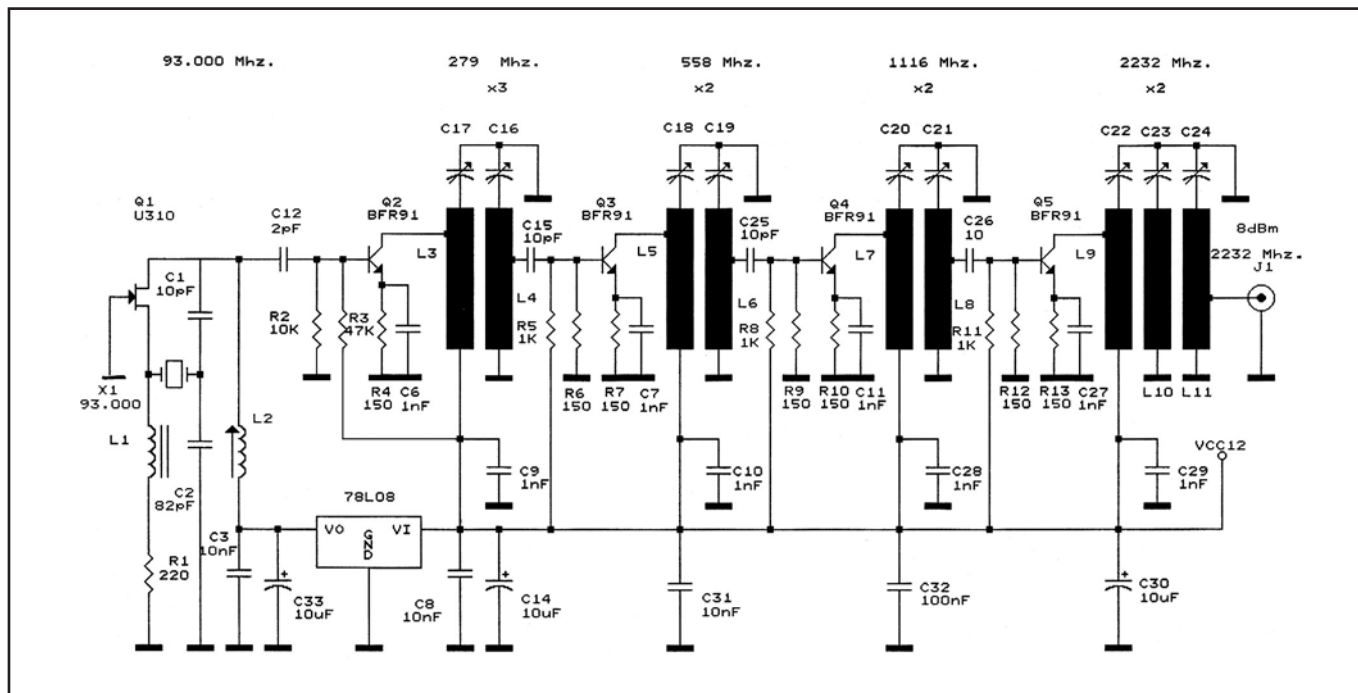 93.000 Mhz.
279 Mhz.
558 Mhz.
1116 Mhz.
2232 Mhz.
x3
x2
x2
x2
C17
C16
C18
C19
C20
C21
C22
C23
C24
Q1
U310
C12
2pF
Q2
BFR91
L3
C15
10pF
Q3
BFR91
L5
C25
10pF
Q4
BFR91
L7
C26
10
Q5
BFR91
L9
8dBm
2232 Mhz.
J1
C1
10pF
R2
10K
R3
47K
L4
R5
1K
L6
R8
1K
L8
R11
1K
X1
93.000
R4
150
C6
1nF
R6
150
R7
150
C7
1nF
R9
150
R10
150
C11
1nF
R12
150
R13
150
C27
1nF
L10
L11
L1
L2
C2
82pF
C9
1nF
C10
1nF
C28
1nF
C29
1nF
VCC12
78L08
VO
GND
VI
C3
10nF
R1
220
C33
10uF
C8
10nF
C14
10uF
C31
10nF
C32
100nF
C30
10uF